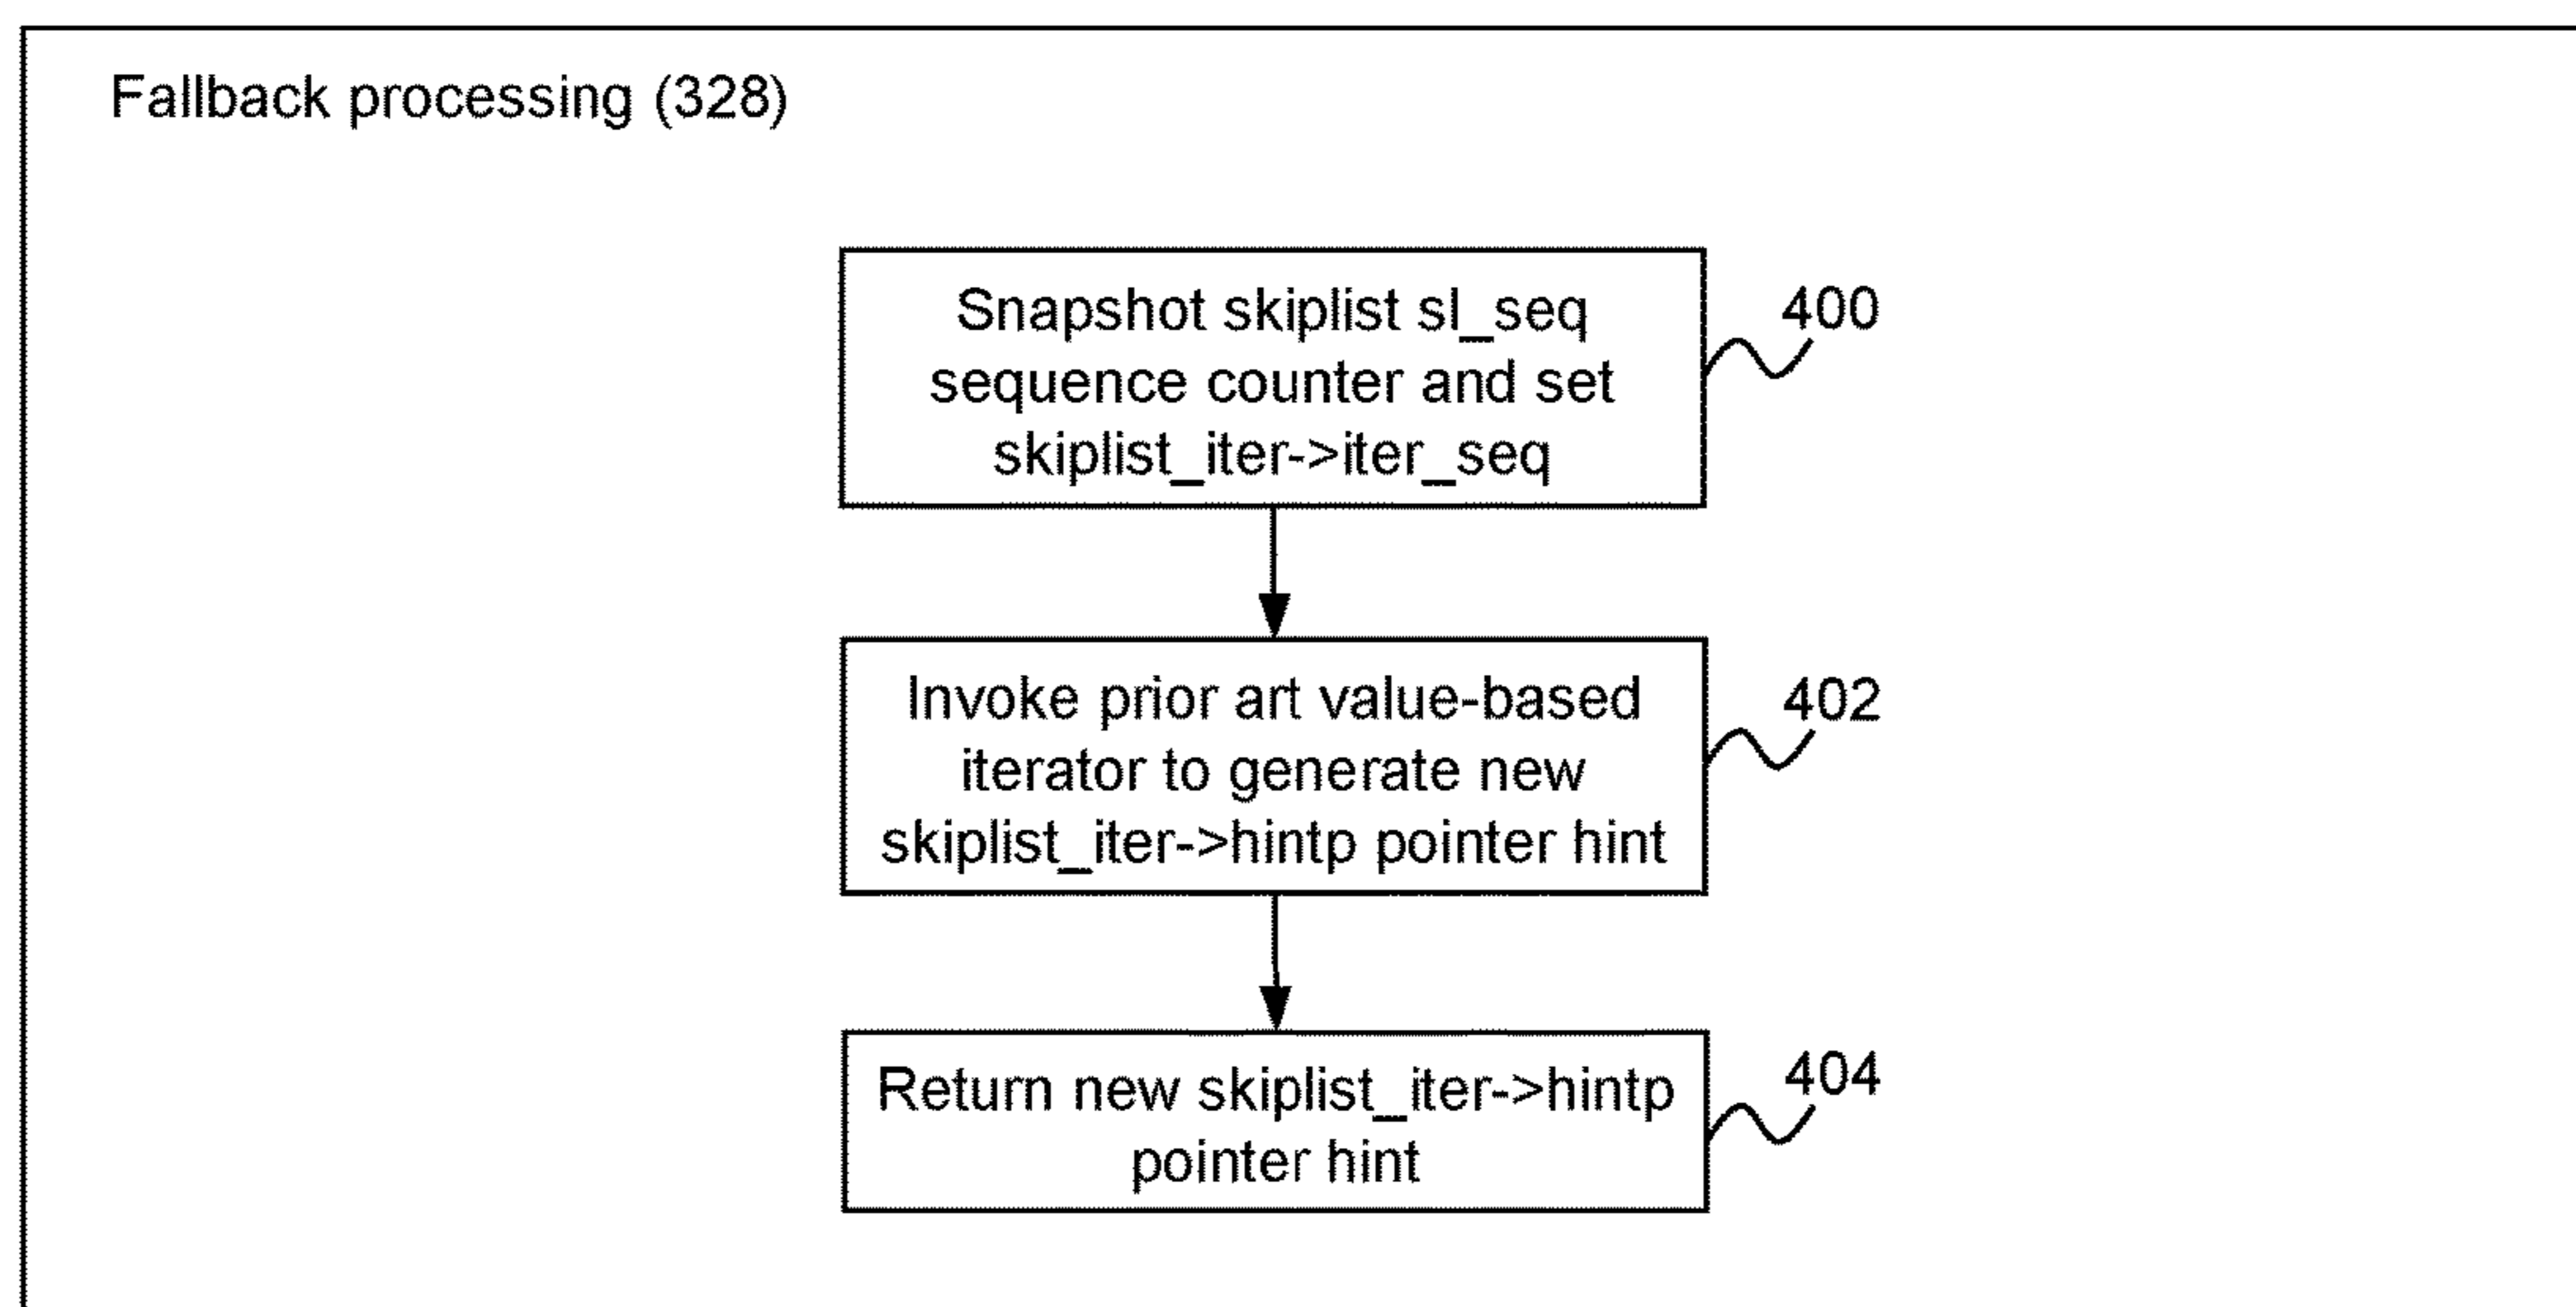 Fallback processing (328)
Snapshot skiplist sl_seq
sequence counter and set
skiplist_iter->iter_seq
400
Invoke prior art value-based
iterator to generate new
skiplist_iter->hintp pointer hint
402
Return new skiplist_iter->hintp
pointer hint
404